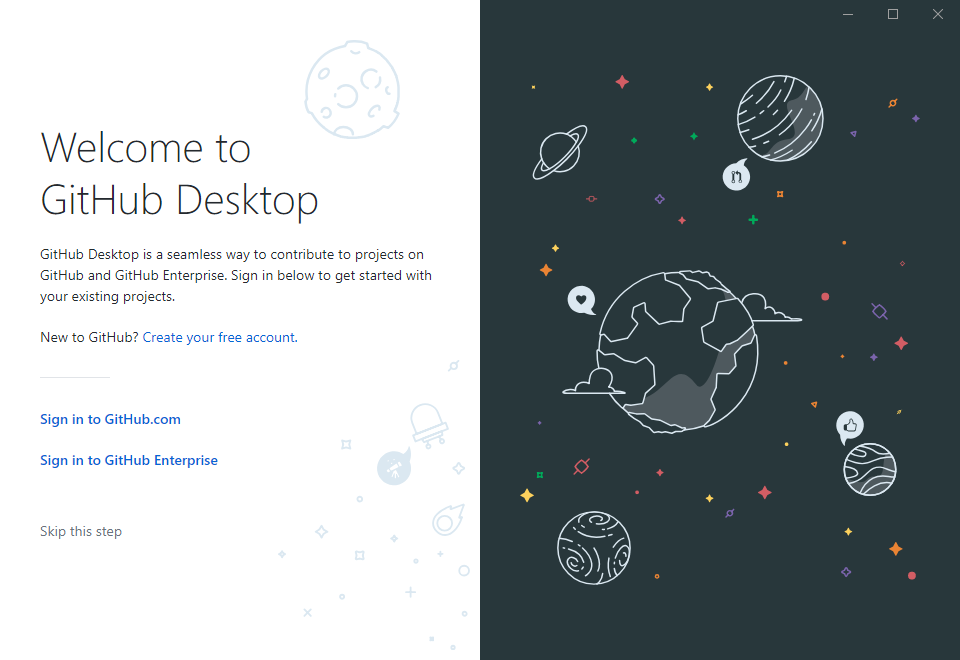 Welcome to
GitHub Desktop
GitHub Desktop is a seamless way to contribute to projects on
GitHub and GitHub Enterprise. Sign in below to get started with
your existing projects.
New to GitHub? Create your free account.
Sign in to GitHub.com
Sign in to GitHub Enterprise
Skip this step